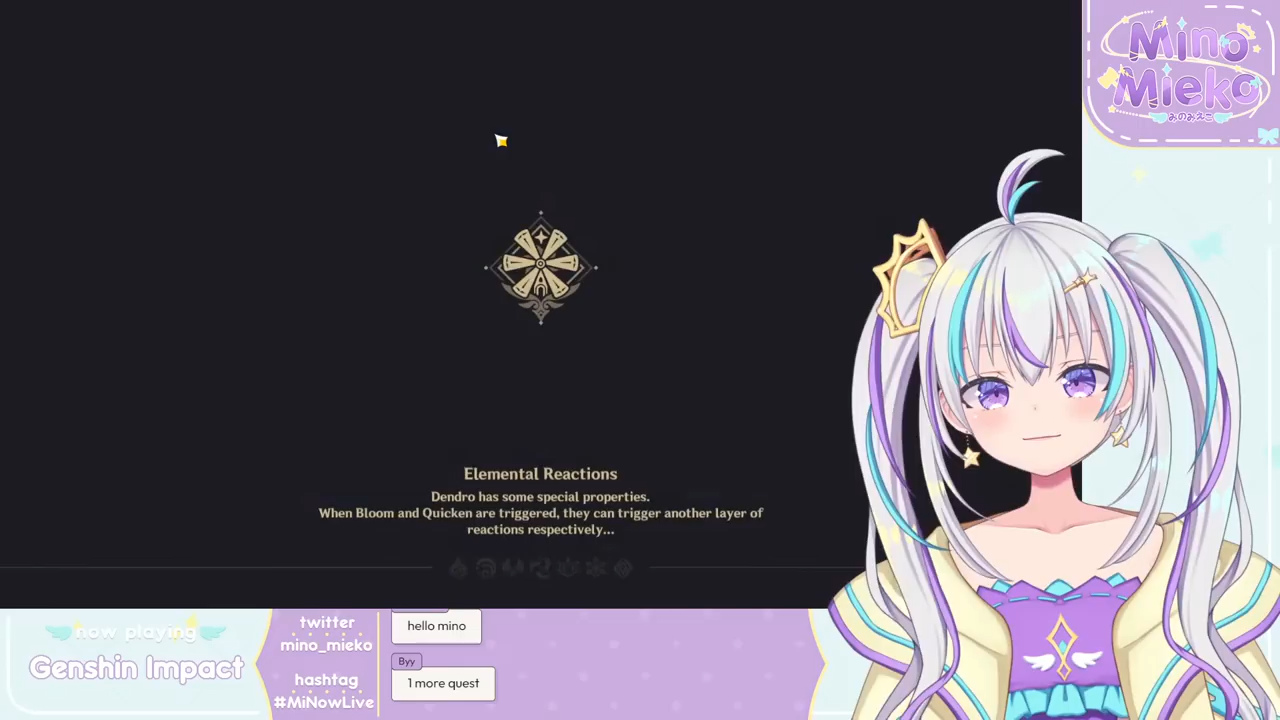 Mino
Mieko
みのみえこ
Elemental Reactions
Dendro has some special properties.
When Bloom and Quicken are triggered, they can trigger another layer of
reactions respectively...
now playing
Genshin Impact
twitter
mino_mieko
hashtag
#MiNowLive
hello mino
Byy
1 more quest